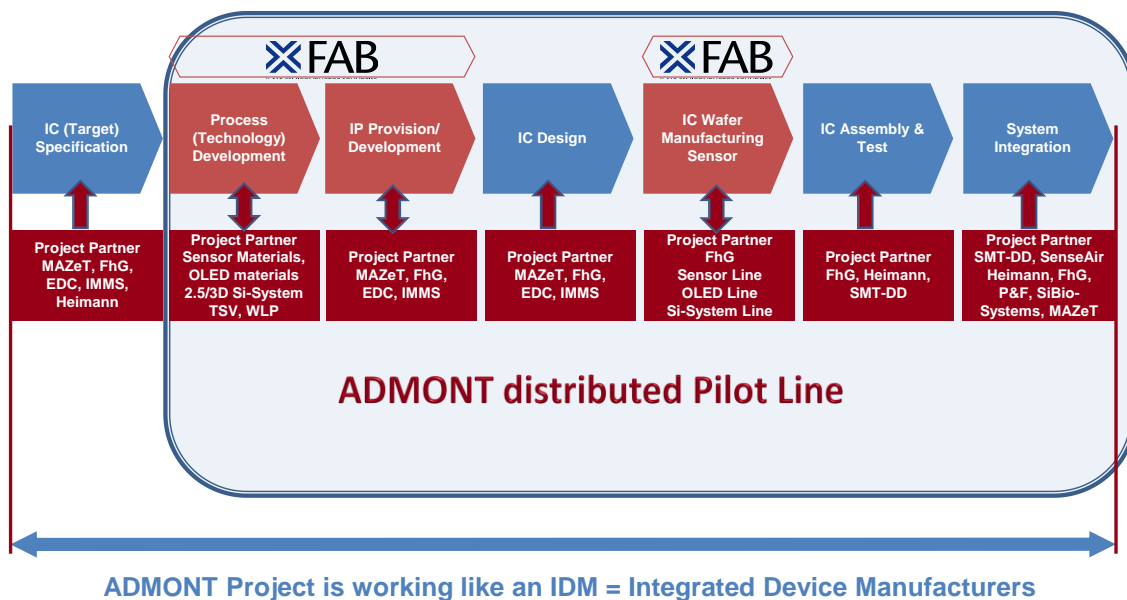 XFAB
XFAB
IC (Target)
Specification
Process
(Technology)
Development
IP Provision/
Development
IC Design
IC Wafer
Manufacturing
Sensor
IC Assembly &
Test
System
Integration
Project Partner
MAZeT, FhG,
EDC, IMMS,
Heimann
Project Partner
Sensor Materials,
OLED materials
2.5/3D Si-System
TSV, WLP
Project Partner
MAZeT, FhG,
EDC, IMMS
Project Partner
MAZeT, FhG,
EDC, IMMS
Project Partner
FhG
Sensor Line
OLED Line
Si-System Line
Project Partner
FhG, Heimann,
SMT-DD
Project Partner
SMT-DD, SenseAir
Heimann, FhG,
P&F, SiBio-
Systems, MAZeT
ADMONT distributed Pilot Line
ADMONT Project is working like an IDM = Integrated Device Manufacturers